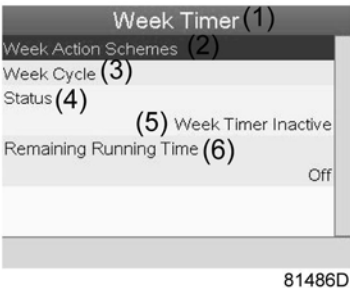 Week Timer (1)
Week Action Schemes (2)
Week Cycle (3)
Status (4)
(5) Week Timer Inactive
Remaining Running Time (6)
Off
81486D